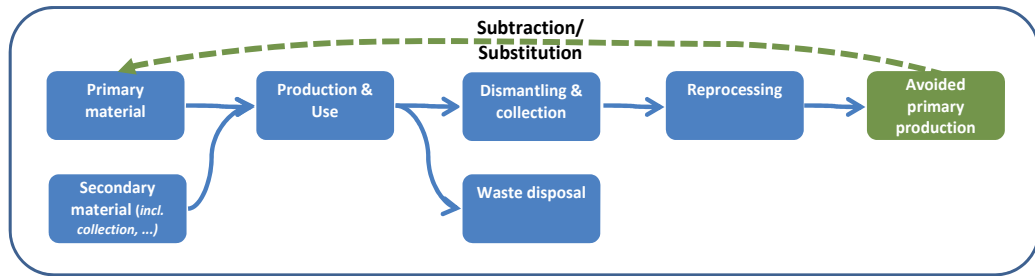 Subtraction/
Substitution
Primary
material
Production &
Use
Dismantling &
collection
Reprocessing
Avoided
primary
production
Secondary
material (incl.
collection, ...)
Waste disposal